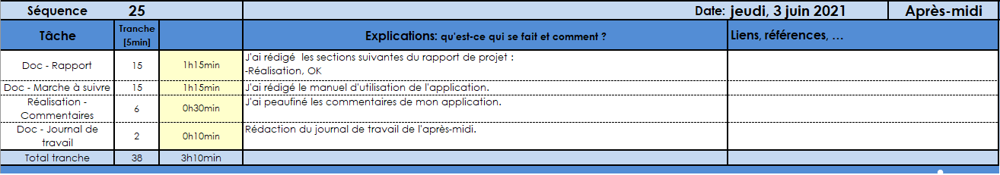 Séquence 25 Date: jeudi, 3 juin 2021 Après-midi
Tâche Tranche [5min] Explications: qu'est-ce qui se fait et comment ? Liens, références, ...
Doc - Rapport 15 1h15min J'ai rédigé les sections suivantes du rapport de projet :
-Réalisation, OK
Doc - Marche à suivre 15 1h15min J'ai rédigé le manuel d'utilisation de l'application.
Réalisation -
Commentaires 6 0h30min J'ai peaufiné les commentaires de mon application.
Doc - Journal de
travail 2 0h10min Rédaction du journal de travail de l'après-midi.
Total tranche 38 3h10min